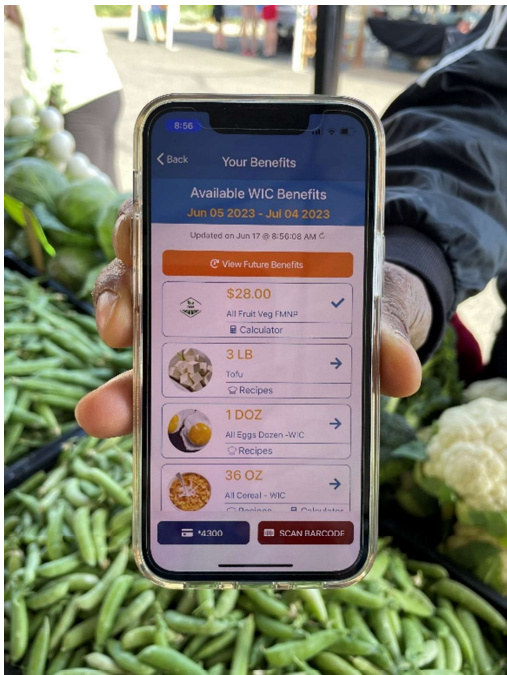 8:56
Back
Your Benefits
Available WIC Benefits
Jun 05 2023 - Jul 04 2023
Updated on Jun 17 @ 8:56:08 AM
View Future Benefits
$28.00
All Fruit Veg FMNP
Calculator
3 LB
Tofu
Recipes
1 DOZ
All Eggs Dozen -WIC
Recipes
36 OZ
All Cereal - WIC
Recipes Calculator
*4300 SCAN BARCODE